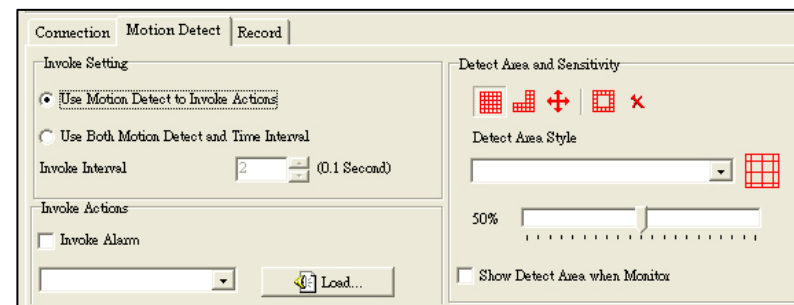 Connection Motion Detect Record
Invoke Setting
Use Motion Detect to Invoke Actions
Use Both Motion Detect and Time Interval
Invoke Interval 2 (0.1 Second)
Invoke Actions
Invoke Alarm
Load...
Detect Area and Sensitivity
Detect Area Style
50%
Show Detect Area when Monitor